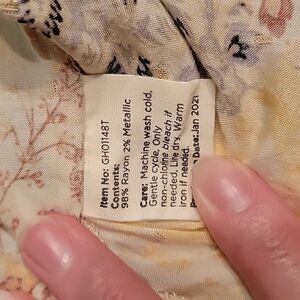 Item No: GH01148T
Contents:
98% Rayon 2% Metallic
Care: Machine wash cold,
Gentle cycle, Only
non-chlorine bleach if
needed, Line dry, Warm
iron if needed.
Date:Jan 2021